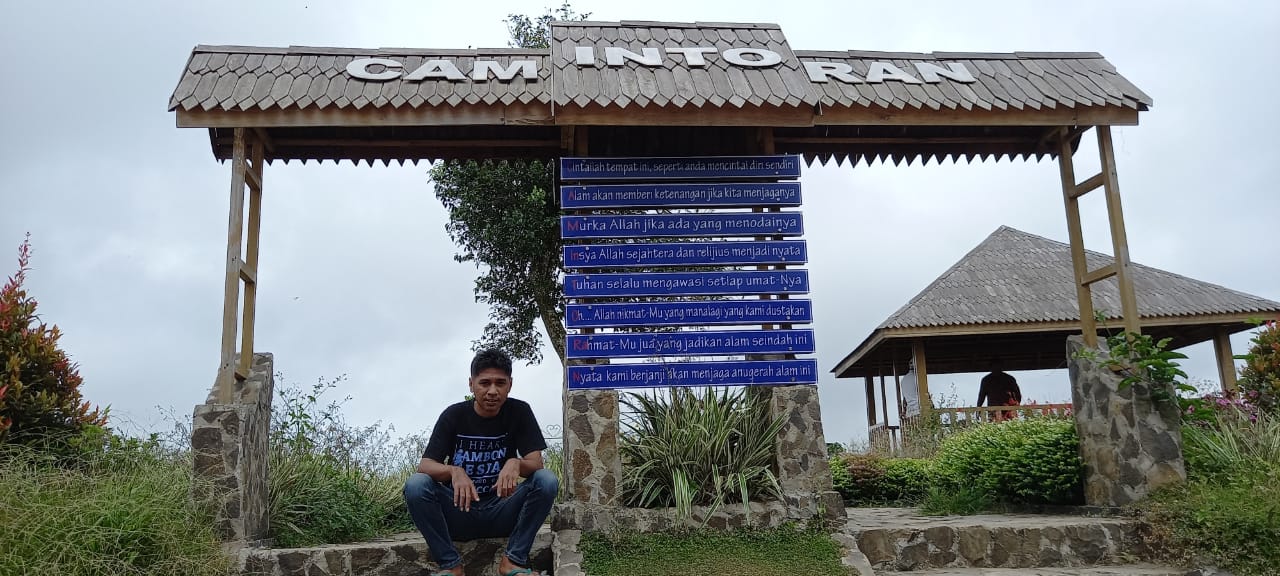 CAM INTO RAN
Cintailah tempat ini, seperti anda mencintai diri sendiri
Alam akan memberi ketenangan jika kita menjaganya
Murka Allah jika ada yang menodainya
Insya Allah sejahtera dan relijius menjadi nyata
Tuhan selalu mengawasi setiap umat-Nya
Oh... Allah nikmat-Mu yang manalagi yang kami dustakan
Rahmat-Mu jua yang jadikan alam seindah ini
Nyata kami berjanji akan menjaga anugerah alam ini
I HEART
AMBON